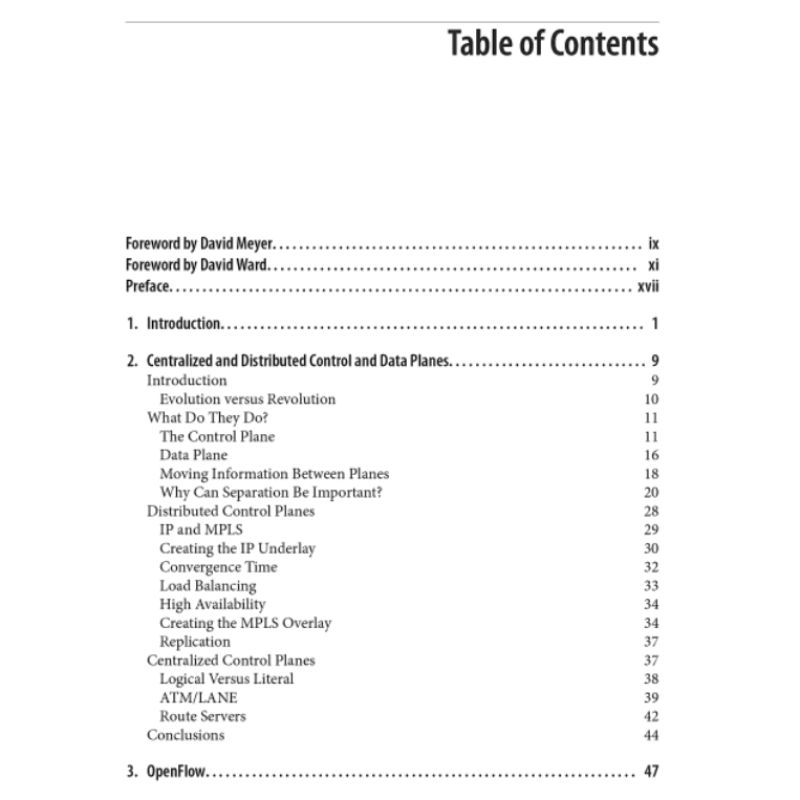 Table of Contents
Foreword by David Meyer. . . . . . . . . . . . . . . . . . . . . . . . . . . . . . . . . . . . . . . . . . . . . . . . . . . . . . . . ix
Foreword by David Ward. . . . . . . . . . . . . . . . . . . . . . . . . . . . . . . . . . . . . . . . . . . . . . . . . . . . . . . . xi
Preface. . . . . . . . . . . . . . . . . . . . . . . . . . . . . . . . . . . . . . . . . . . . . . . . . . . . . . . . . . . . . . . . . . . . . . xvii
1. Introduction. . . . . . . . . . . . . . . . . . . . . . . . . . . . . . . . . . . . . . . . . . . . . . . . . . . . . . . . . . . . . . . . 1
2. Centralized and Distributed Control and Data Planes. . . . . . . . . . . . . . . . . . . . . . . . . . . . . . 9
Introduction 9
Evolution versus Revolution 10
What Do They Do? 11
The Control Plane 11
Data Plane 16
Moving Information Between Planes 18
Why Can Separation Be Important? 20
Distributed Control Planes 28
IP and MPLS 29
Creating the IP Underlay 30
Convergence Time 32
Load Balancing 33
High Availability 34
Creating the MPLS Overlay 34
Replication 37
Centralized Control Planes 37
Logical Versus Literal 38
ATM/LANE 39
Route Servers 42
Conclusions 44
3. OpenFlow. . . . . . . . . . . . . . . . . . . . . . . . . . . . . . . . . . . . . . . . . . . . . . . . . . . . . . . . . . . . . . . . . 47